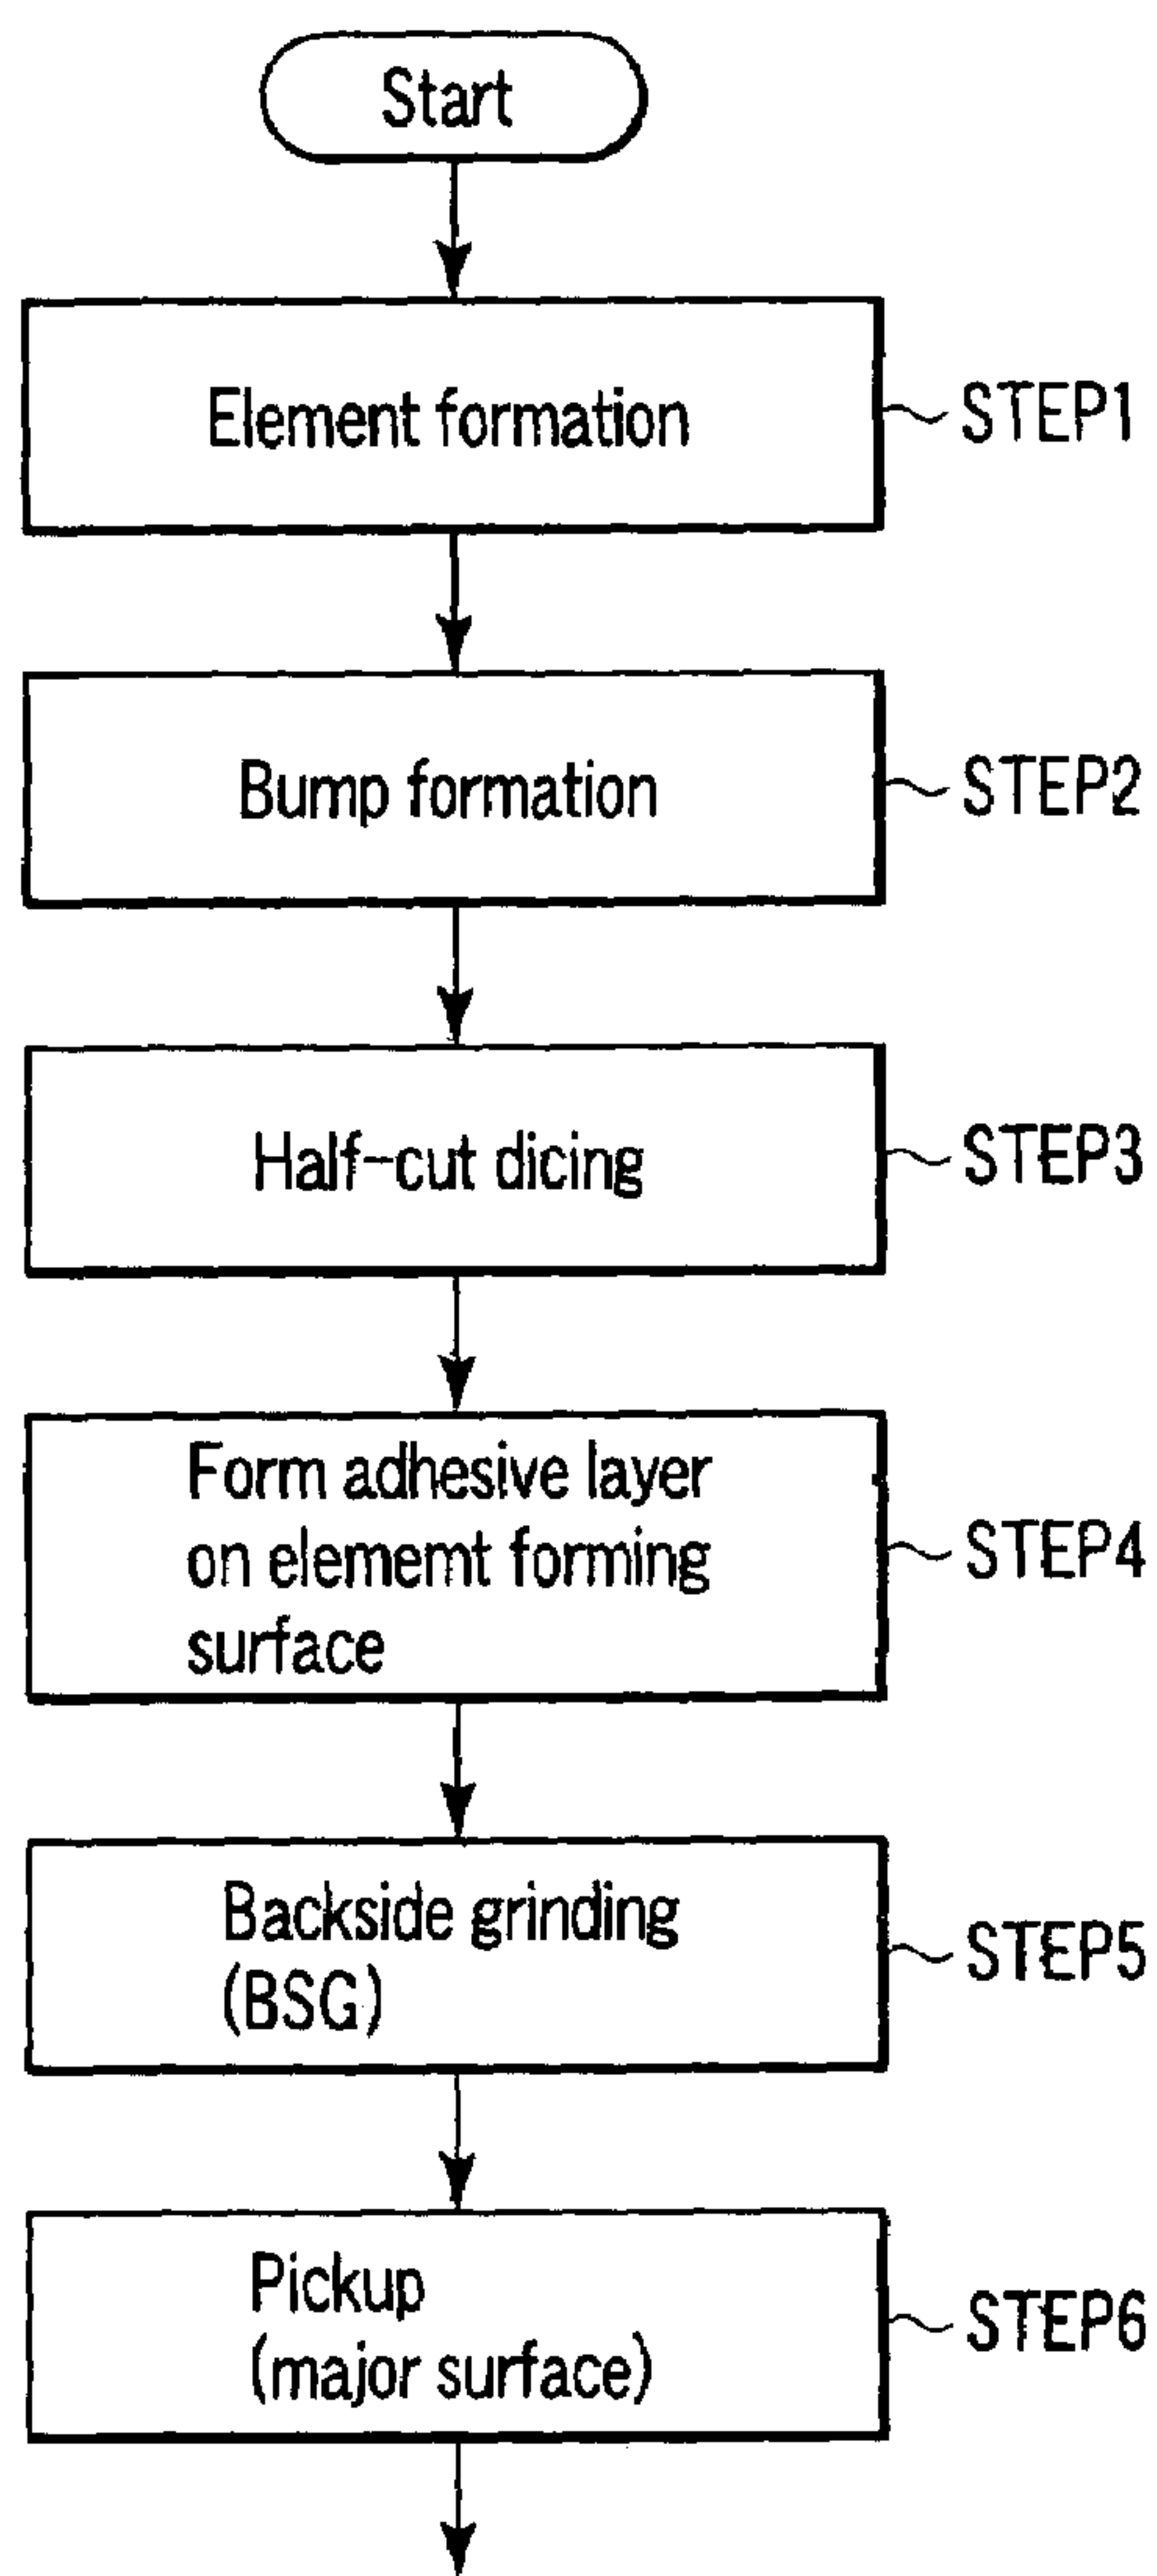 Start
Element formation
STEP1
Bump formation
STEP2
Half-cut dicing
STEP3
Form adhesive layer
on elememt forming
surface
STEP4
Backside grinding
(BSG)
STEP5
Pickup
(major surface)
STEP6